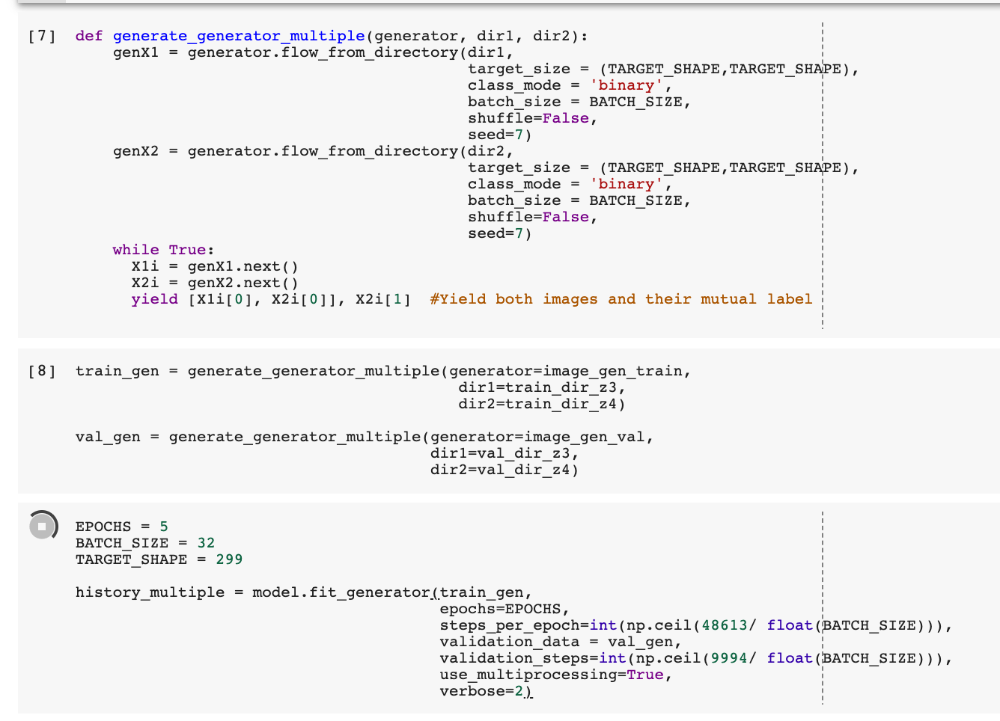 [7] def generate_generator_multiple(generator, dir1, dir2):
genX1 = generator.flow_from_directory(dir1,
target_size = (TARGET_SHAPE,TARGET_SHAPE),
class_mode = 'binary',
batch_size = BATCH_SIZE,
shuffle=False,
seed=7)
genX2 = generator.flow_from_directory(dir2,
target_size = (TARGET_SHAPE,TARGET_SHAPE),
class_mode = 'binary',
batch_size = BATCH_SIZE,
shuffle=False,
seed=7)
while True:
X1i = genX1.next()
X2i = genX2.next()
yield [X1i[0], X2i[0]], X2i[1]  #Yield both images and their mutual label
[8] train_gen = generate_generator_multiple(generator=image_gen_train,
dir1=train_dir_z3,
dir2=train_dir_z4)
val_gen = generate_generator_multiple(generator=image_gen_val,
dir1=val_dir_z3,
dir2=val_dir_z4)
EPOCHS = 5
BATCH_SIZE = 32
TARGET_SHAPE = 299
history_multiple = model.fit_generator(train_gen,
epochs=EPOCHS,
steps_per_epoch=int(np.ceil(48613/ float(BATCH_SIZE))),
validation_data = val_gen,
validation_steps=int(np.ceil(9994/ float(BATCH_SIZE))),
use_multiprocessing=True,
verbose=2)